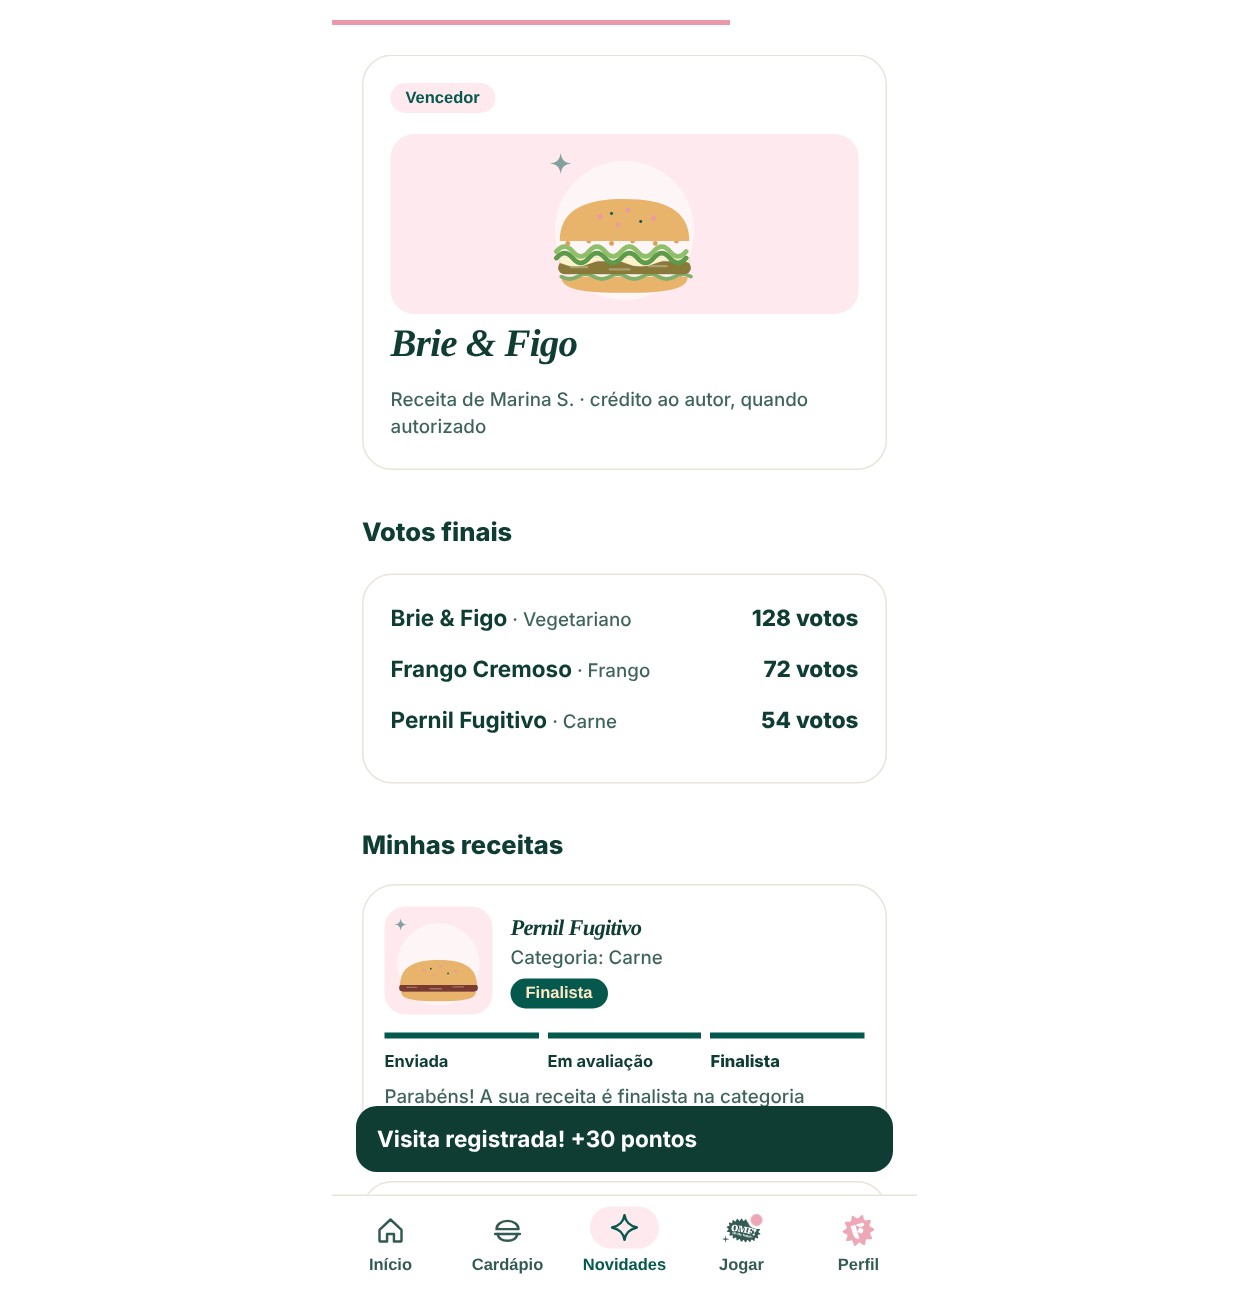 Vencedor
Brie & Figo
Receita de Marina S. · crédito ao autor, quando
autorizado
Votos finais
Brie & Figo · Vegetariano 128 votos
Frango Cremoso · Frango 72 votos
Pernil Fugitivo · Carne 54 votos
Minhas receitas
Pernil Fugitivo
Categoria: Carne
Finalista
Enviada Em avaliação Finalista
Parabéns! A sua receita é finalista na categoria
Visita registrada! +30 pontos
Início Cardápio Novidades Jogar Perfil